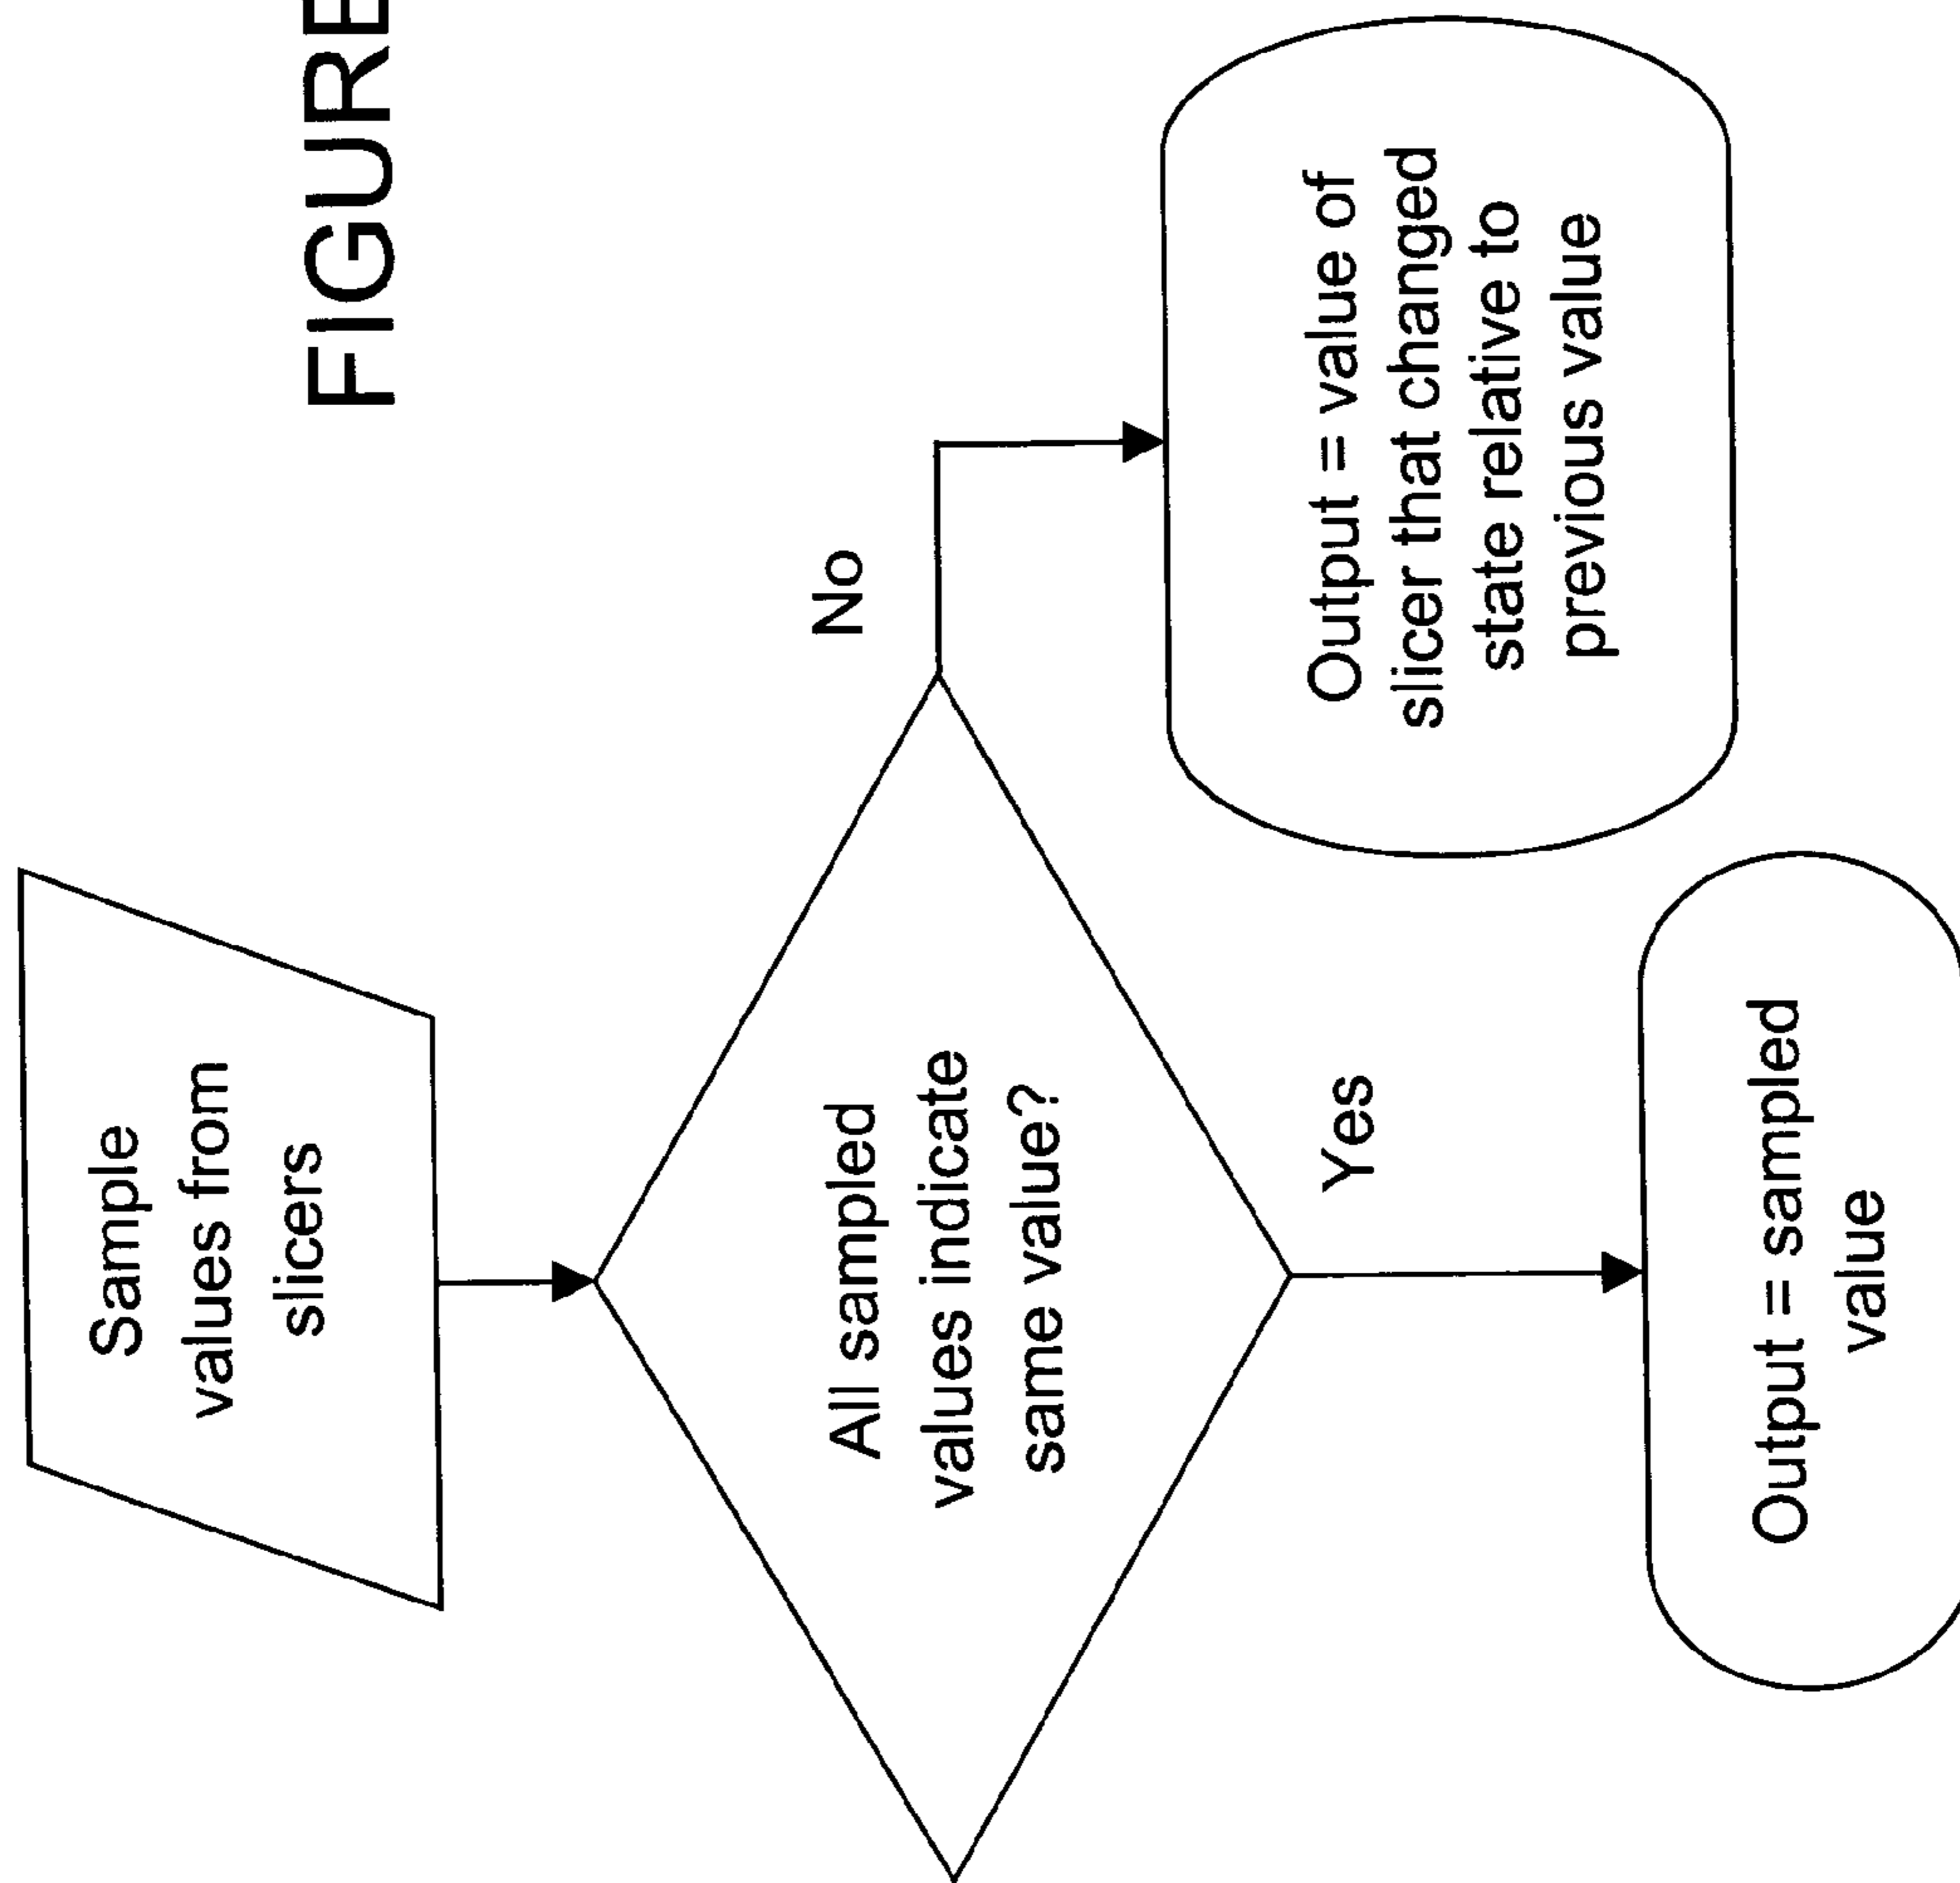 FIGURE
Sample
values from
slicers
All sampled
values indicate
same value?
No
Yes
Output = value of
slicer that changed
state relative to
previous value
Output = sampled
value